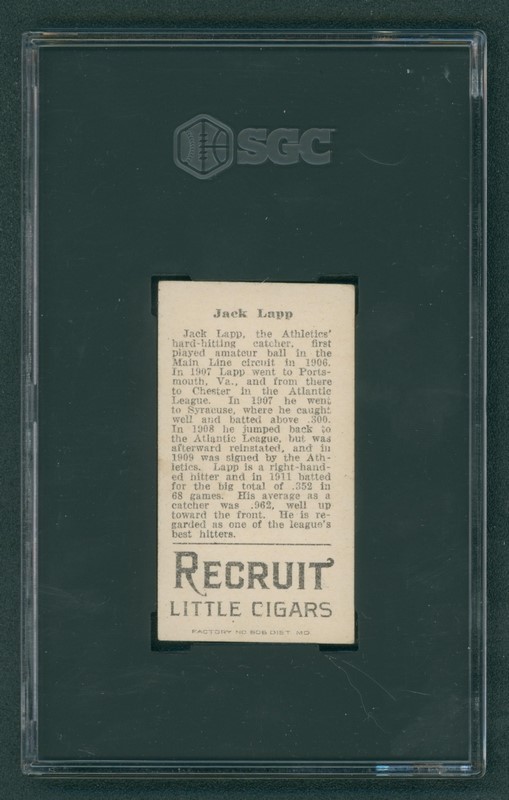 SGC
Jack Lapp
Jack Lapp, the Athletics'
hard-hitting catcher, first
played amateur ball in the
Main Line circuit in 1906.
In 1907 Lapp went to Ports-
mouth, Va., and from there
to Chester in the Atlantic
League. In 1907 he went
to Syracuse, where he caught
well and batted above .300.
In 1908 he jumped back to
the Atlantic League, but was
afterward reinstated, and in
1909 was signed by the Ath-
letics. Lapp is a right-hand-
ed hitter and in 1911 batted
for the big total of .352 in
68 games. His average as a
catcher was .962, well up
toward the front. He is re-
garded as one of the league's
best hitters.
RECRUIT
LITTLE CIGARS
FACTORY NO 606 DIST. MD.